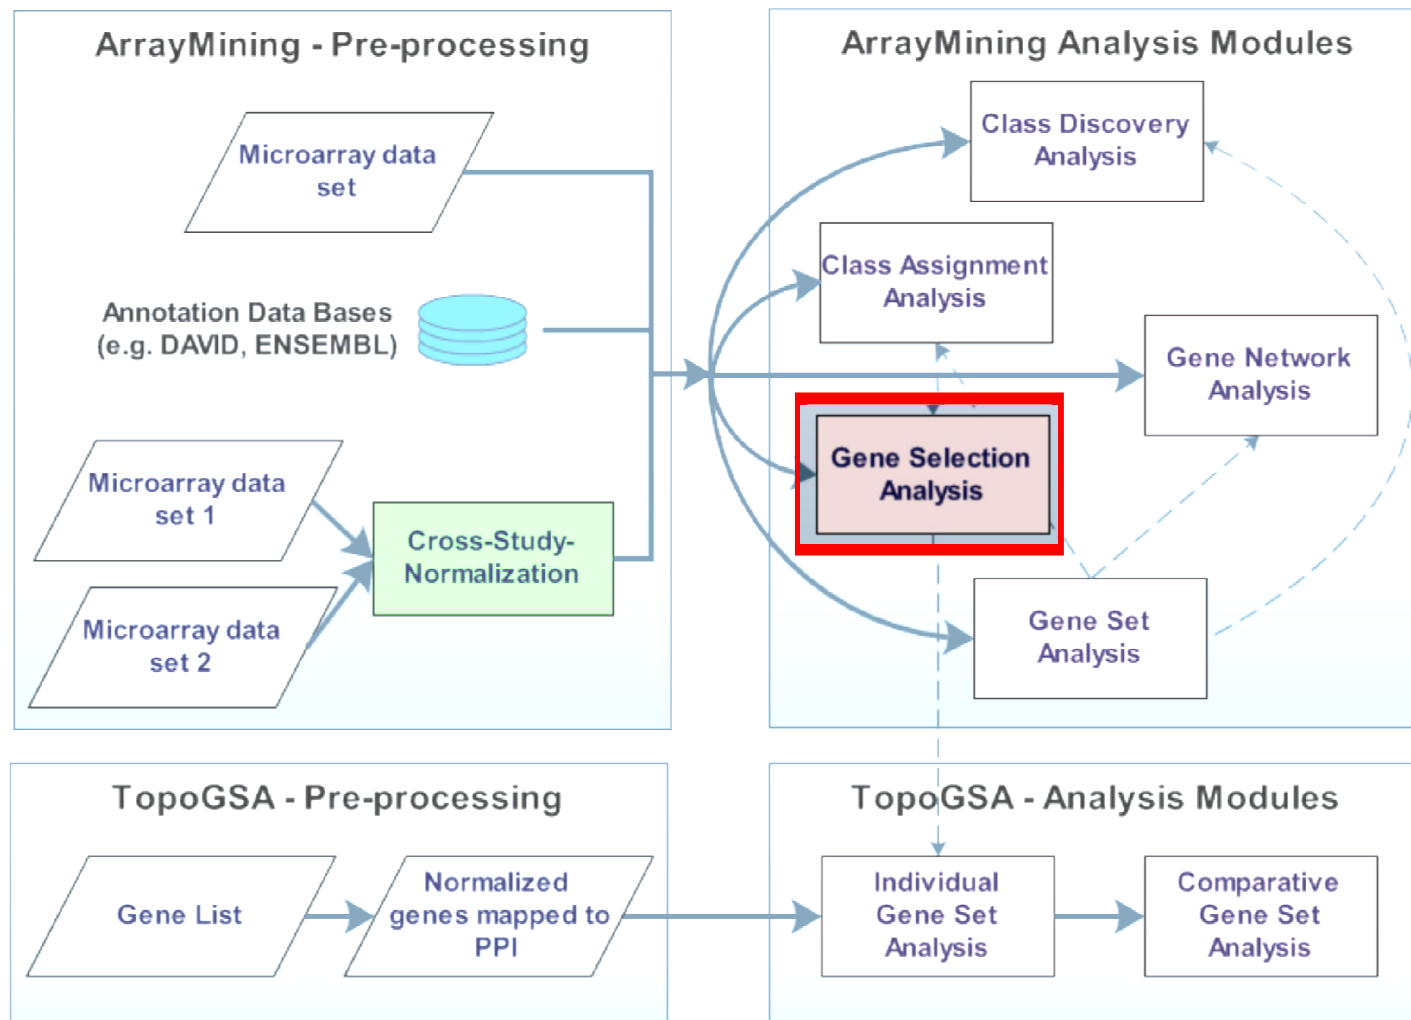 ArrayMining - Pre-processing
Microarray data
set
Annotation Data Bases
(e.g. DAVID, ENSEMBL)
Microarray data
set 1
Cross-Study-
Normalization
Microarray data
set 2
ArrayMining Analysis Modules
Class Discovery
Analysis
Class Assignment
Analysis
Gene Network
Analysis
Gene Selection
Analysis
Gene Set
Analysis
TopoGSA - Pre-processing
Gene List
Normalized
genes mapped to
PPI
TopoGSA - Analysis Modules
Individual
Gene Set
Analysis
Comparative
Gene Set
Analysis